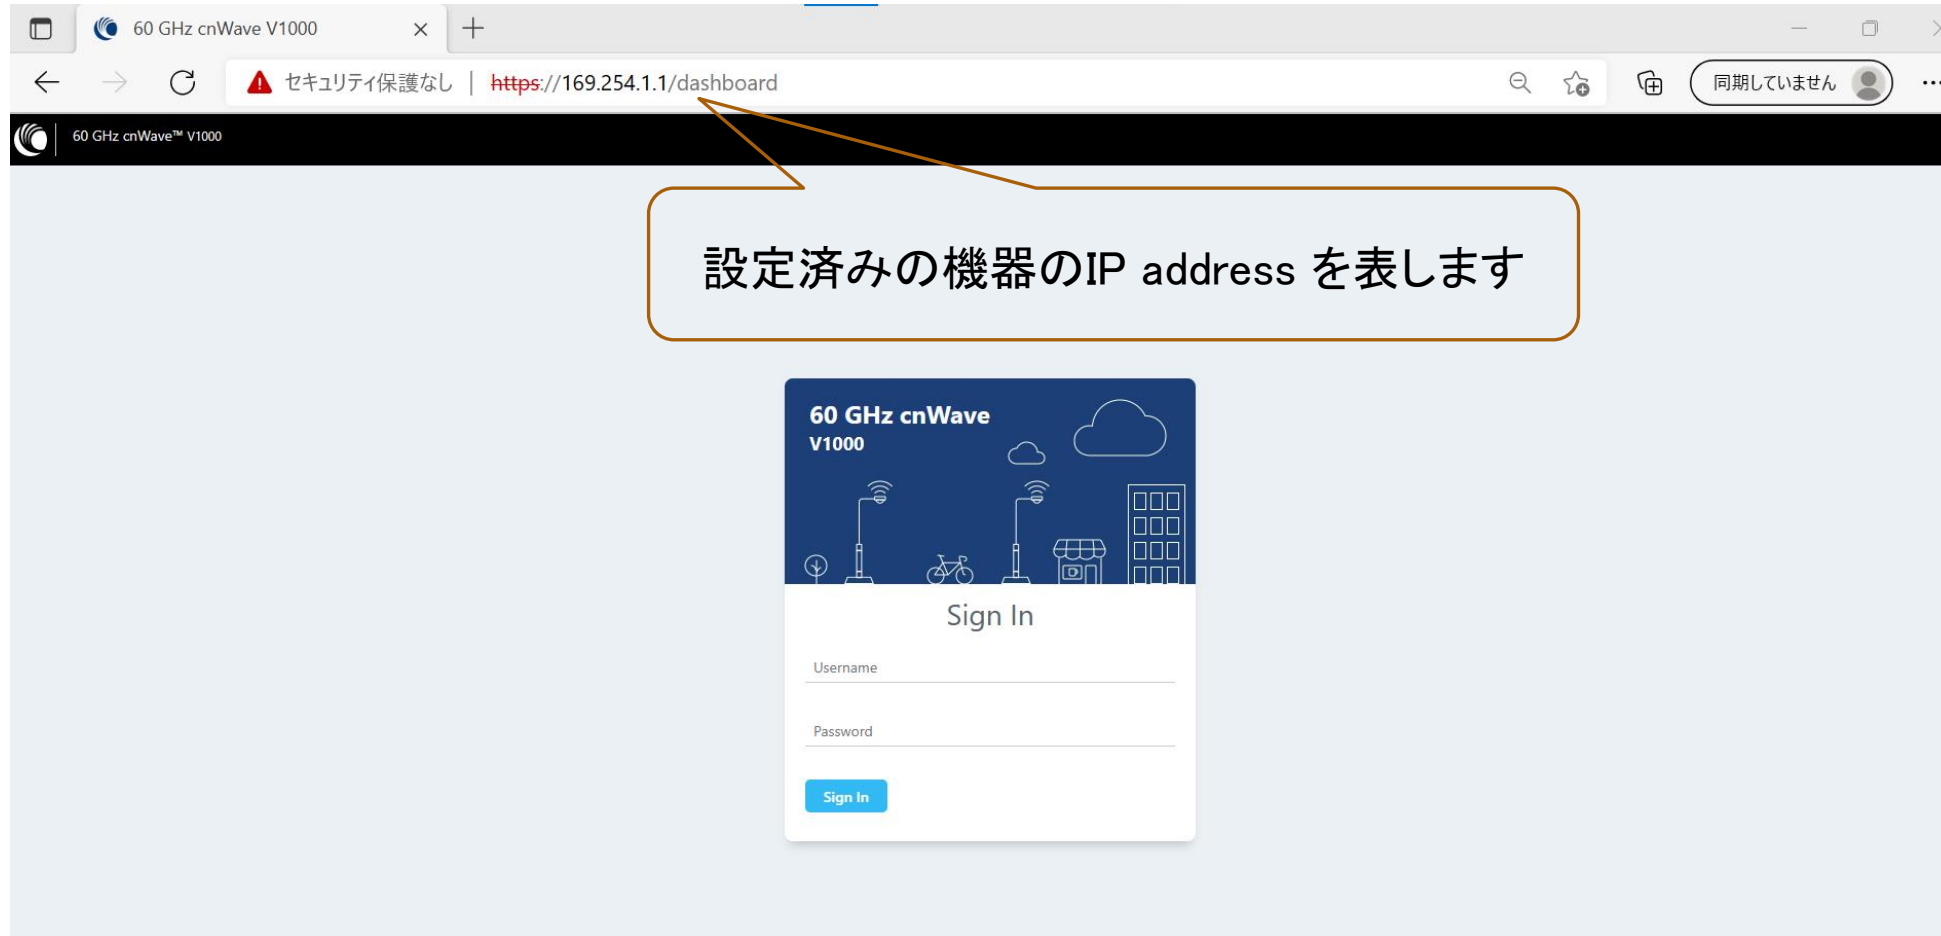 60 GHz cnWave V1000
セキュリティ保護なし | https://169.254.1.1/dashboard
同期していません
60 GHz cnWave™ V1000
設定済みの機器のIP address を表します
60 GHz cnWave
V1000
Sign In
Username
Password
Sign In